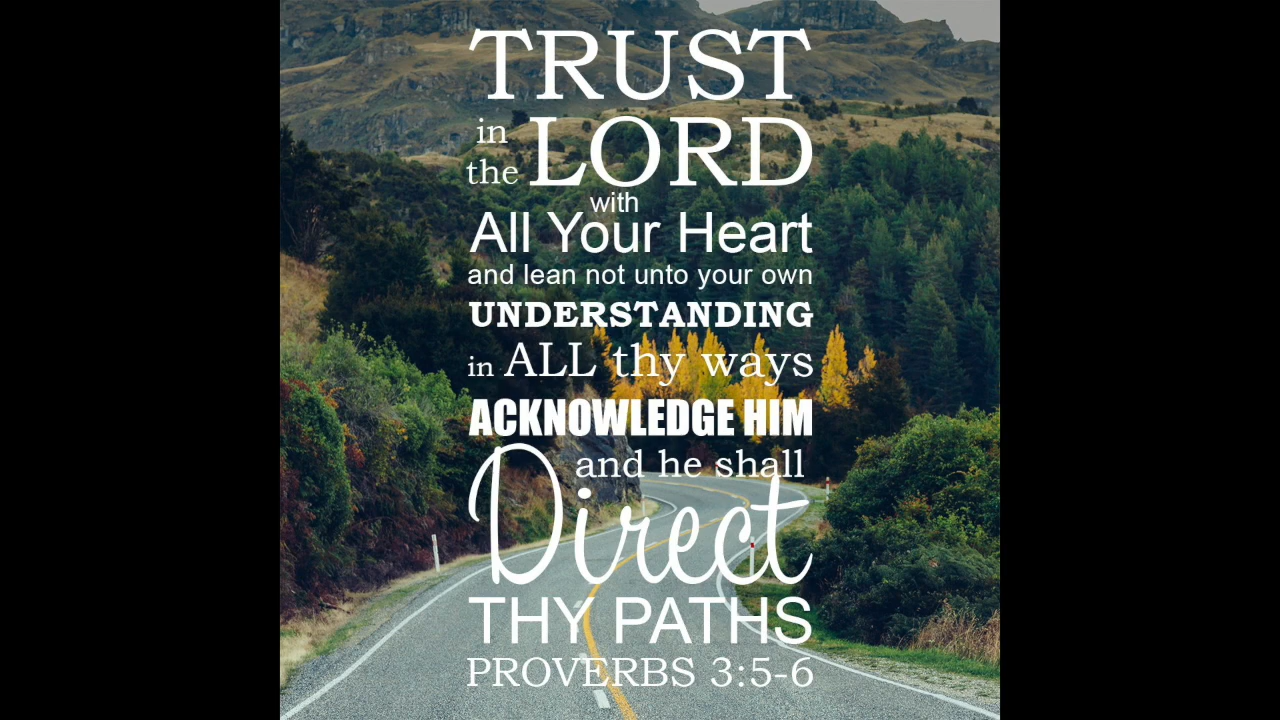 TRUST
in the LORD
with
All Your Heart
and lean not unto your own
UNDERSTANDING
in ALL thy ways
ACKNOWLEDGE HIM
and he shall
Direct
THY PATHS
PROVERBS 3:5-6